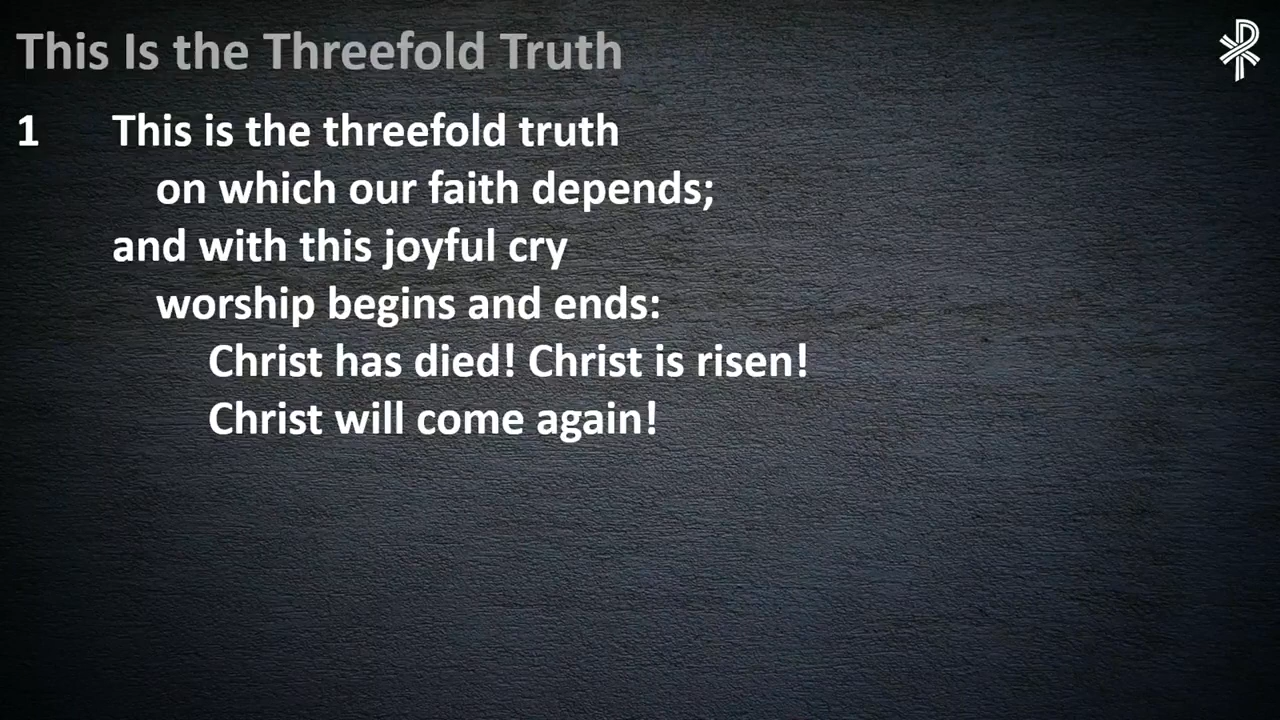 This Is the Threefold Truth
1 This is the threefold truth
on which our faith depends;
and with this joyful cry
worship begins and ends:
Christ has died! Christ is risen!
Christ will come again!